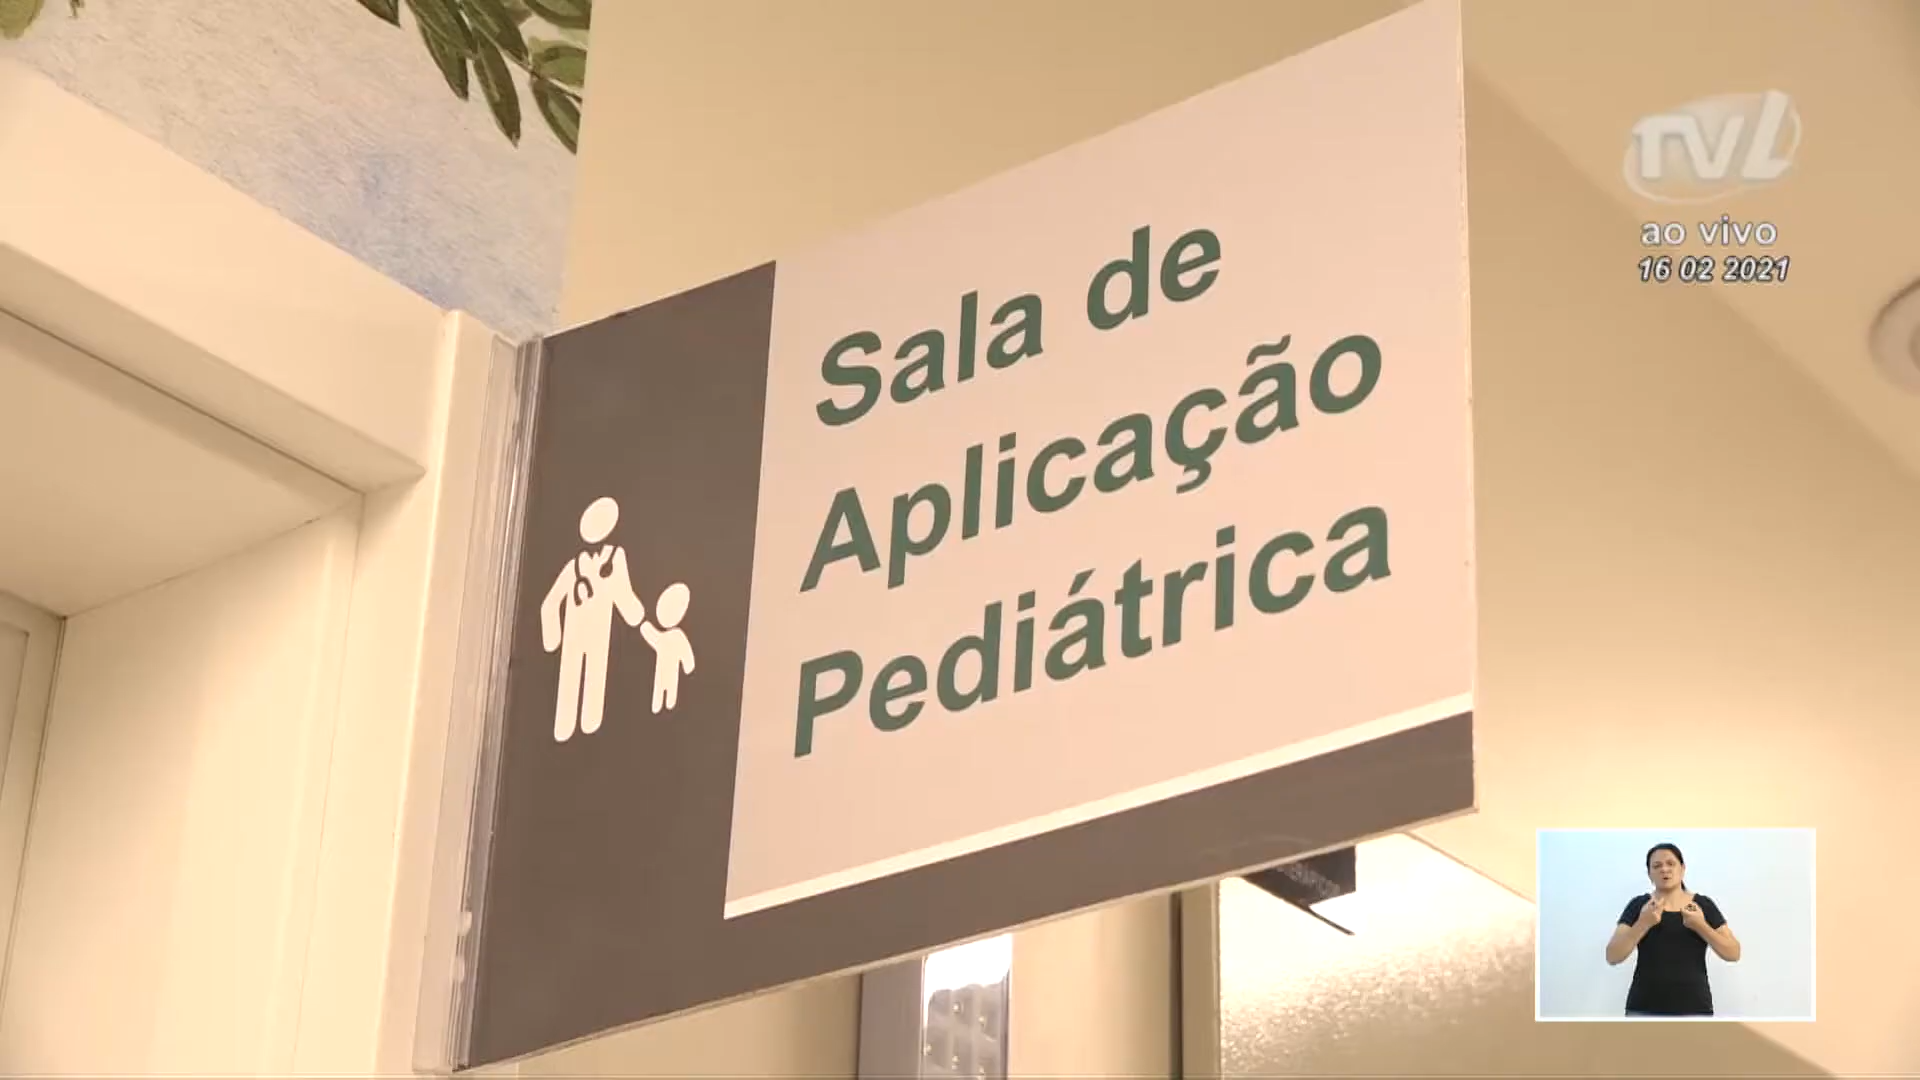 TVL
ao vivo
16 02 2021
Sala de
Aplicação
Pediátrica